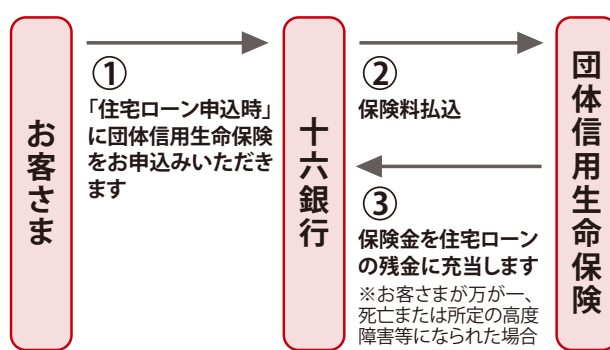 お客さま
①
「住宅ローン申込時」
に団体信用生命保険
をお申込みいただき
ます
十六銀行
②
保険料払込
③
保険金を住宅ローン
の残金に充当します
※お客さまが万が一、
死亡または所定の高度
障害等になられた場合
団体信用生命保険